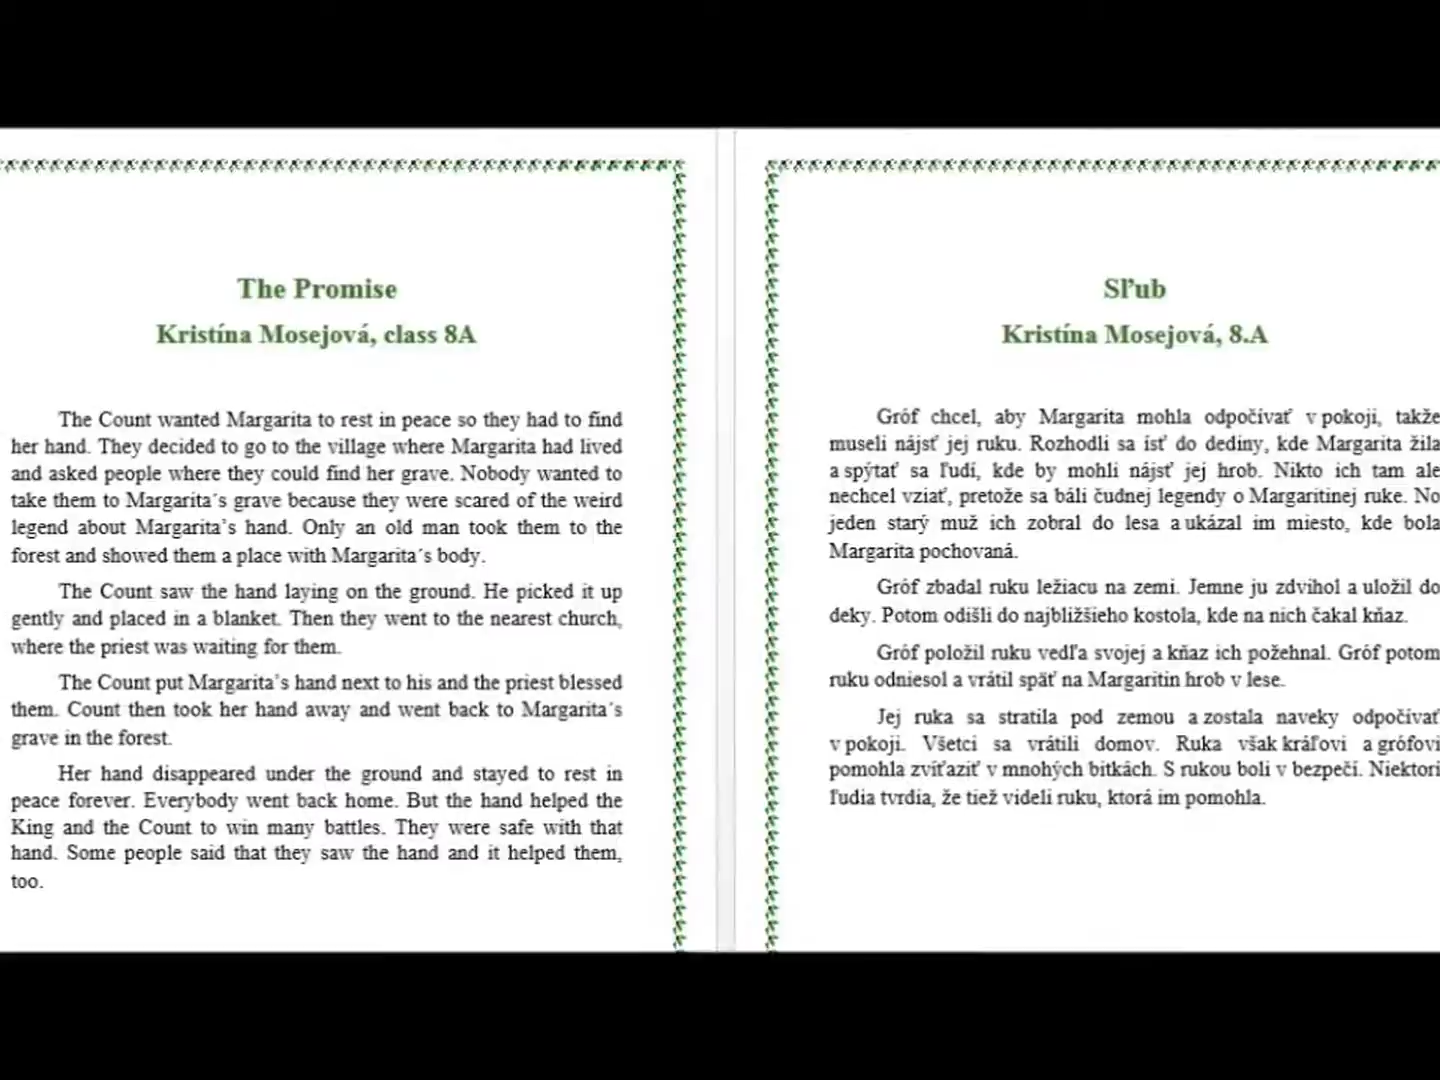 The Promise
Kristína Mosejová, class 8A
The Count wanted Margarita to rest in peace so they had to find
her hand. They decided to go to the village where Margarita had lived
and asked people where they could find her grave. Nobody wanted to
take them to Margarita´s grave because they were scared of the weird
legend about Margarita’s hand. Only an old man took them to the
forest and showed them a place with Margarita´s body.
The Count saw the hand laying on the ground. He picked it up
gently and placed in a blanket. Then they went to the nearest church,
where the priest was waiting for them.
The Count put Margarita’s hand next to his and the priest blessed
them. Count then took her hand away and went back to Margarita´s
grave in the forest.
Her hand disappeared under the ground and stayed to rest in
peace forever. Everybody went back home. But the hand helped the
King and the Count to win many battles. They were safe with that
hand. Some people said that they saw the hand and it helped them,
too.
Sľub
Kristína Mosejová, 8.A
Gróf chcel, aby Margarita mohla odpočívať v pokoji, takže
museli nájsť jej ruku. Rozhodli sa ísť do dediny, kde Margarita žila
a spýtať sa ľudí, kde by mohli nájsť jej hrob. Nikto ich tam ale
nechcel vziať, pretože sa báli čudnej legendy o Margaritinej ruke. No
jeden starý muž ich zobral do lesa a ukázal im miesto, kde bola
Margarita pochovaná.
Gróf zbadal ruku ležiacu na zemi. Jemne ju zdvihol a uložil do
deky. Potom odišli do najbližšieho kostola, kde na nich čakal kňaz.
Gróf položil ruku vedľa svojej a kňaz ich požehnal. Gróf potom
ruku odniesol a vrátil späť na Margaritin hrob v lese.
Jej ruka sa stratila pod zemou a zostala naveky odpočívať
v pokoji. Všetci sa vrátili domov. Ruka však kráľovi a grófovi
pomohla zvíťaziť v mnohých bitkách. S rukou boli v bezpečí. Niektorí
ľudia tvrdia, že tiež videli ruku, ktorá im pomohla.